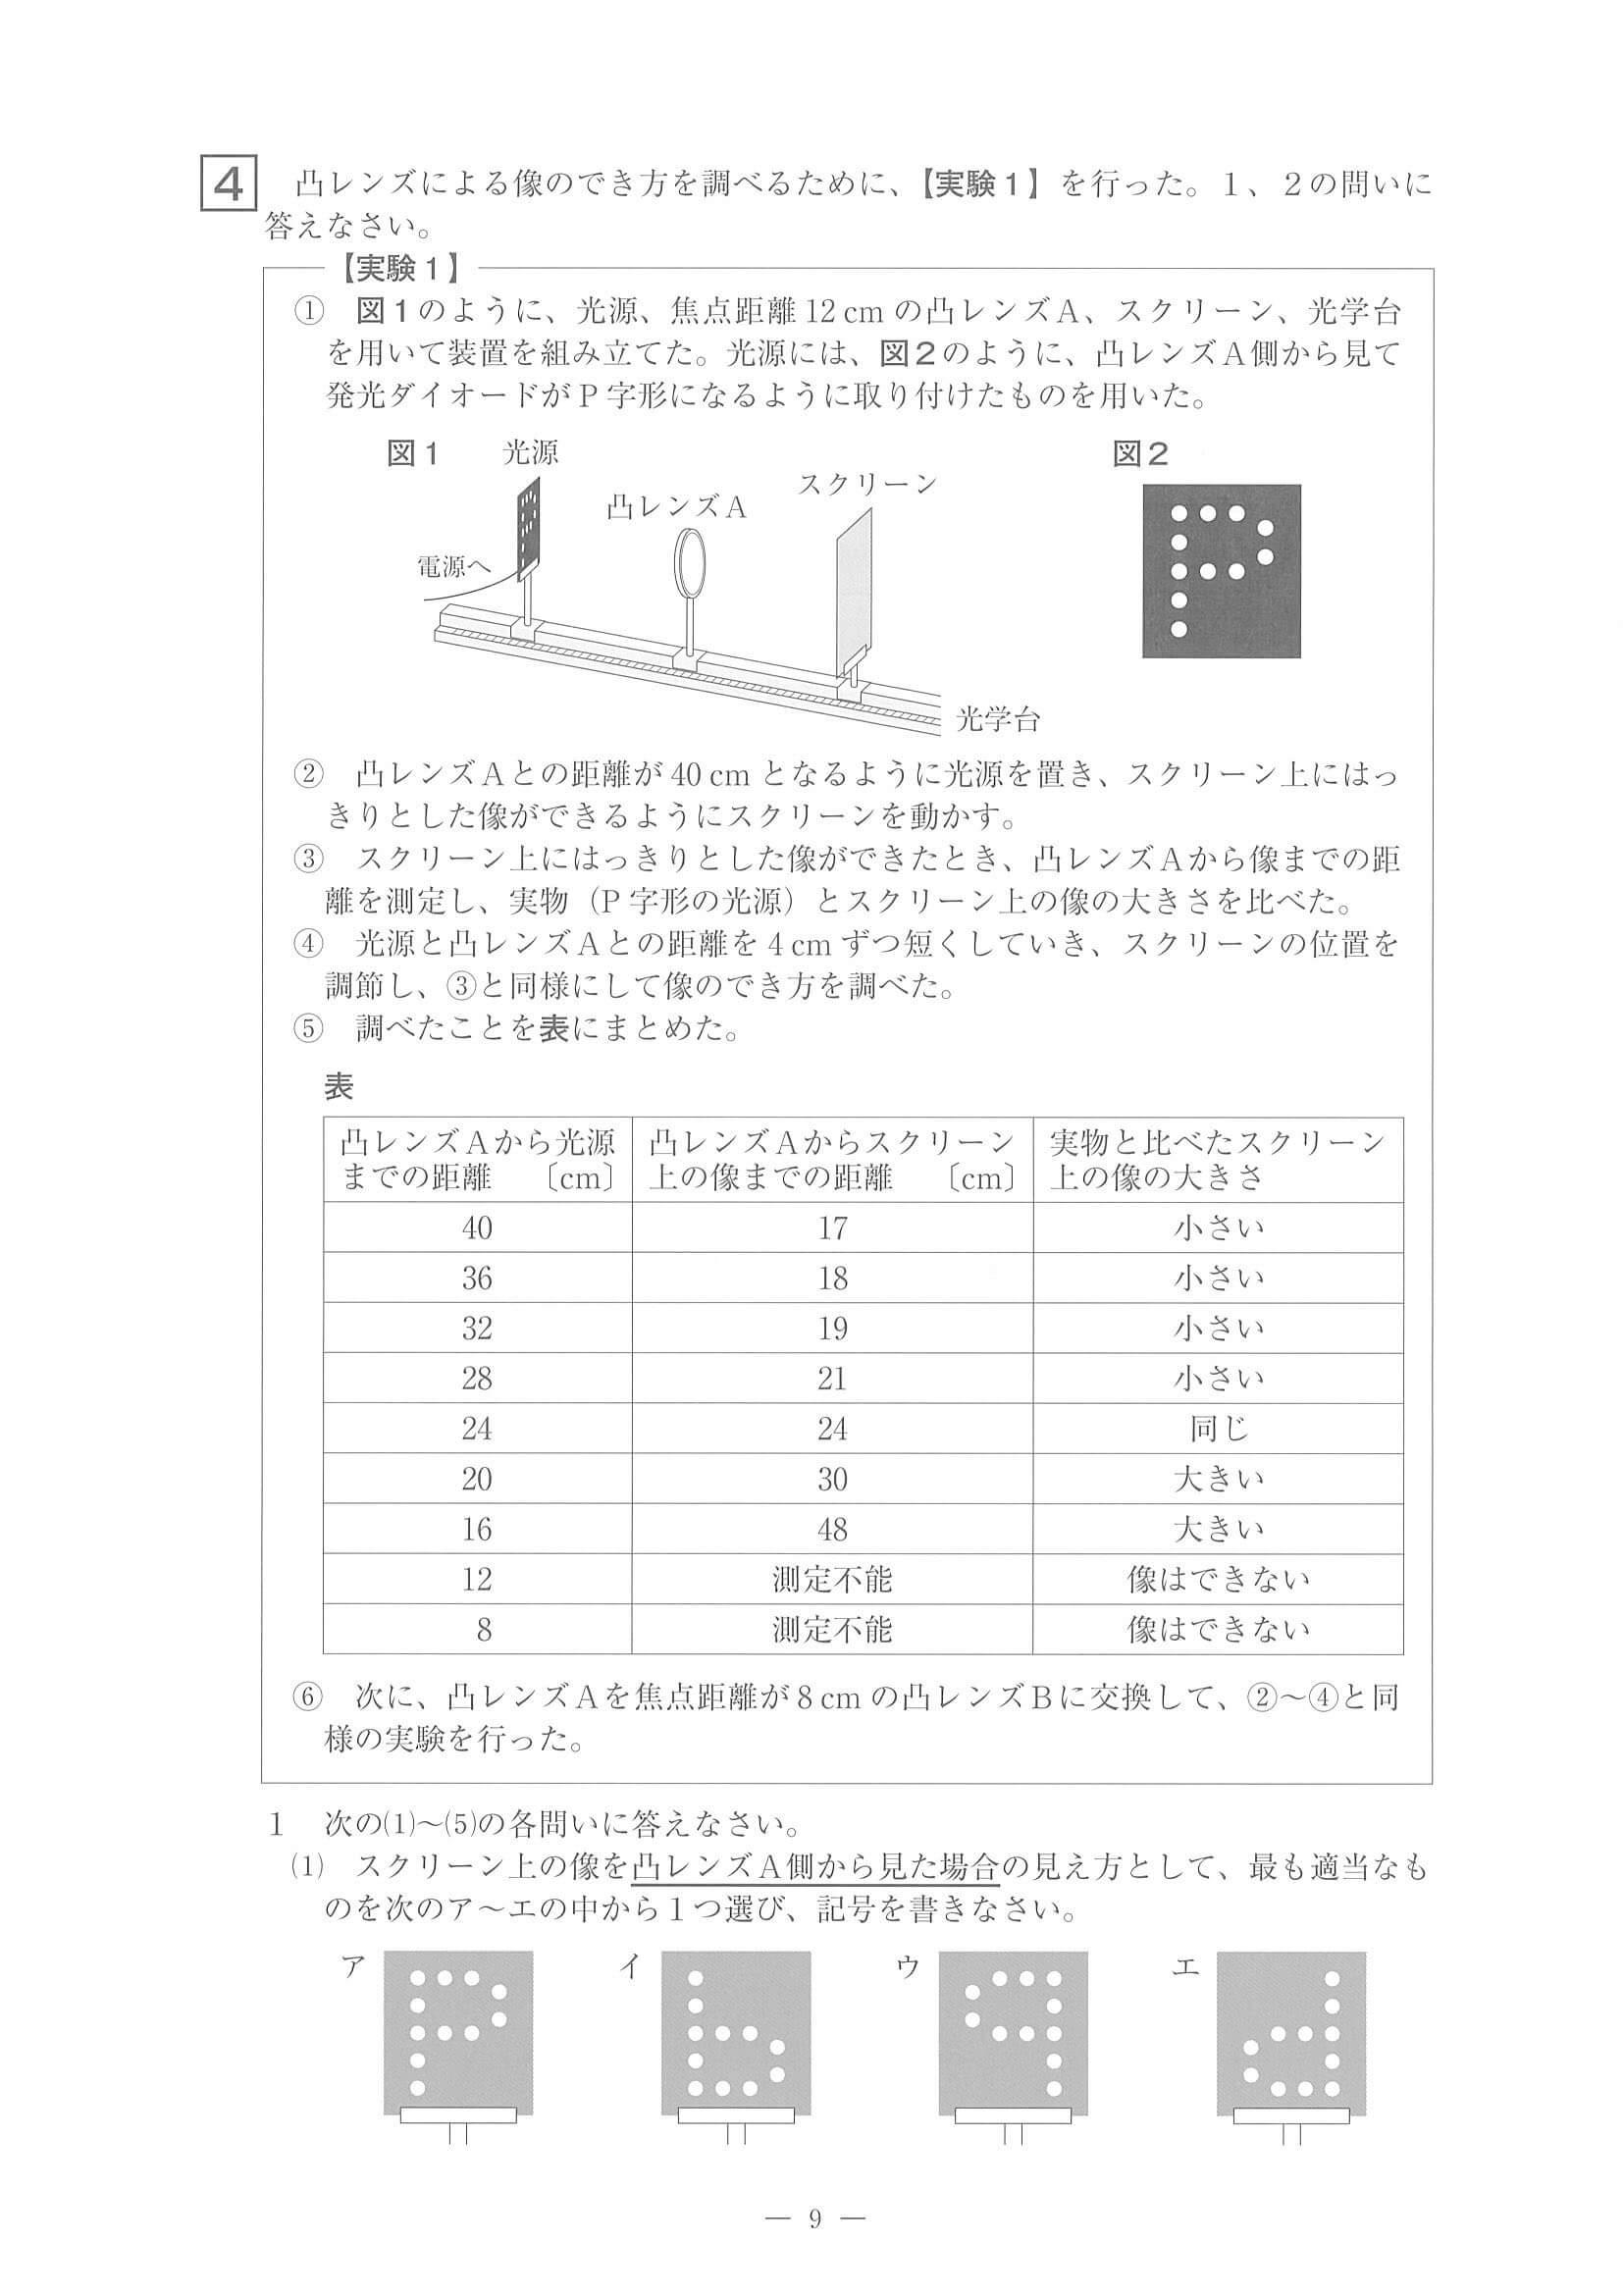 4 凸レンズによる像のでき方を調べるために、【実験1】を行った。1、2の問いに
答えなさい。
【実験1】
① 図1のように、光源、焦点距離12cmの凸レンズA、スクリーン、光学台
を用いて装置を組み立てた。光源には、図2のように、凸レンズA側から見て
発光ダイオードがP字形になるように取り付けたものを用いた。
図1 光源
凸レンズA
スクリーン
電源へ
光学台
図2
② 凸レンズAとの距離が40cmとなるように光源を置き、スクリーン上にはっ
きりとした像ができるようにスクリーンを動かす。
③ スクリーン上にはっきりとした像ができたとき、凸レンズAから像までの距
離を測定し、実物（P字形の光源）とスクリーン上の像の大きさを比べた。
④ 光源と凸レンズAとの距離を4cmずつ短くしていき、スクリーンの位置を
調節し、③と同様にして像のでき方を調べた。
⑤ 調べたことを表にまとめた。
表
凸レンズAから光源 凸レンズAからスクリーン 実物と比べたスクリーン
までの距離 〔cm〕 上の像までの距離 〔cm〕 上の像の大きさ
40 17 小さい
36 18 小さい
32 19 小さい
28 21 小さい
24 24 同じ
20 30 大きい
16 48 大きい
12 測定不能 像はできない
8 測定不能 像はできない
⑥ 次に、凸レンズAを焦点距離が8cmの凸レンズBに交換して、②～④と同
様の実験を行った。
1 次の(1)～(5)の各問いに答えなさい。
(1) スクリーン上の像を凸レンズA側から見た場合の見え方として、最も適当なも
のを次のア～エの中から1つ選び、記号を書きなさい。
ア イ ウ エ
— 9 —